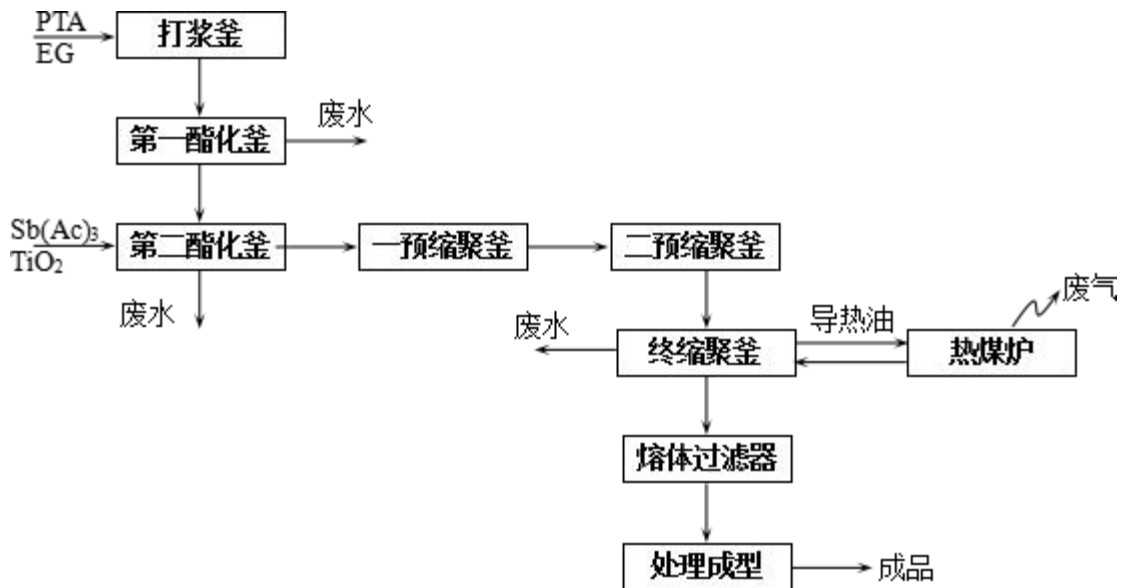 PTA
EG
打浆釜
第一酯化釜
废水
Sb(Ac)3
TiO2
第二酯化釜
一预缩聚釜
二预缩聚釜
废水
废水
终缩聚釜
导热油
热煤炉
废气
熔体过滤器
处理成型
成品